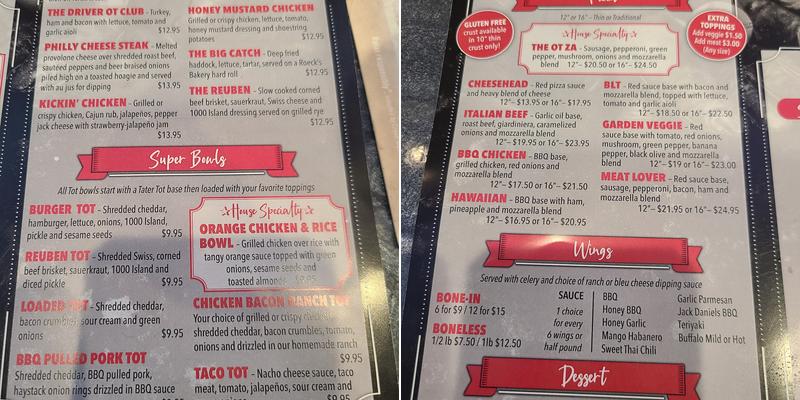 THE DRIVER OT CLUB - Turkey,
ham and bacon with lettuce, tomato and
garlic aioli $12.95
PHILLY CHEESE STEAK - Melted
provolone cheese over shredded roast beef,
sautéed peppers and beer braised onions
piled high on a toasted hoagie and served
with au jus for dipping $13.95
KICKIN' CHICKEN - Grilled or
crispy chicken, Cajun rub, jalapeños, pepper
jack cheese with strawberry-jalapeño jam
$13.95
HONEY MUSTARD CHICKEN
Grilled or crispy chicken, lettuce, tomato,
honey mustard dressing and shoestring
potatoes $12.95
THE BIG CATCH - Deep fried
haddock, lettuce, tartar, served on a Roeck's
Bakery hard roll $12.95
THE REUBEN - Slow cooked corned
beef brisket, sauerkraut, Swiss cheese and
1000 Island dressing served on grilled rye
$12.95
Super Bowls
All Tot bowls start with a Tater Tot base then loaded with your favorite toppings
BURGER TOT - Shredded cheddar,
hamburger, lettuce, onions, 1000 Island,
pickle and sesame seeds $9.95
REUBEN TOT - Shredded Swiss, corned
beef brisket, sauerkraut, 1000 Island and
diced pickle $9.95
LOADED TOT - Shredded cheddar,
bacon crumbles, sour cream and green
onions $9.95
BBQ PULLED PORK TOT
Shredded cheddar, BBQ pulled pork,
haystack onion rings drizzled in BBQ sauce
House Specialty
ORANGE CHICKEN & RICE
BOWL - Grilled chicken over rice with
tangy orange sauce topped with green
onions, sesame seeds and
toasted almonds $9.95
CHICKEN BACON RANCH TOT
Your choice of grilled or crispy chicken,
shredded cheddar, bacon crumbles, tomato,
onions and drizzled in our homemade ranch
$9.95
TACO TOT - Nacho cheese sauce, taco
meat, tomato, jalapeños, sour cream and
$9.95
12" or 16" - Thin or Traditional
GLUTEN FREE
crust available
in 10" thin
crust only!
House Specialty
THE OT ZA - Sausage, pepperoni, green
pepper, mushroom, onions and mozzarella
blend 12"- $20.50 or 16"- $24.50
EXTRA
TOPPINGS
Add veggie $1.50
Add meat $3.00
(Any size)
CHEESEHEAD - Red pizza sauce
and heavy blend of cheese
12"- $13.95 or 16"- $17.95
ITALIAN BEEF - Garlic oil base,
roast beef, giardiniera, caramelized
onions and mozzarella blend
12"- $19.95 or 16"- $23.95
BBQ CHICKEN - BBQ base,
grilled chicken, red onions and
mozzarella blend
12"- $17.50 or 16"- $21.50
HAWAIIAN - BBQ base with ham,
pineapple and mozzarella blend
12"- $16.95 or 16"- $20.95
BLT - Red sauce base with bacon and
mozzarella blend, topped with lettuce,
tomato and garlic aioli
12"- $18.50 or 16"- $22.50
GARDEN VEGGIE - Red
sauce base with tomato, red onions,
mushroom, green pepper, banana
pepper, black olive and mozzarella
blend 12"- $19 or 16"- $23.00
MEAT LOVER - Red sauce base,
sausage, pepperoni, bacon, ham and
mozzarella blend
12"- $21.95 or 16"- $24.95
Wings
Served with celery and choice of ranch or bleu cheese dipping sauce
BONE-IN
6 for $9 / 12 for $15
BONELESS
1/2 lb $7.50 / 1lb $12.50
SAUCE
1 choice
for every
6 wings or
half pound
BBQ
Honey BBQ
Honey Garlic
Mango Habanero
Sweet Thai Chili
Garlic Parmesan
Jack Daniels BBQ
Teriyaki
Buffalo Mild or Hot
Dessert